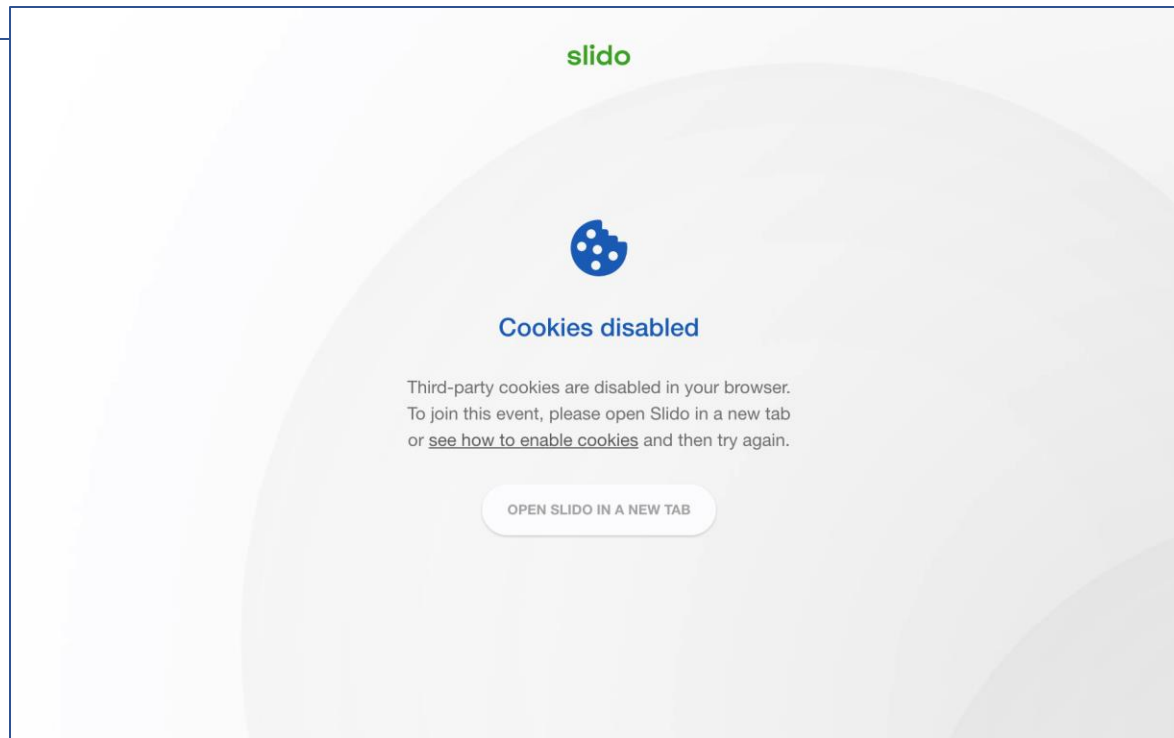 slido
Cookies disabled
Third-party cookies are disabled in your browser.
To join this event, please open Slido in a new tab
or see how to enable cookies and then try again.
OPEN SLIDO IN A NEW TAB